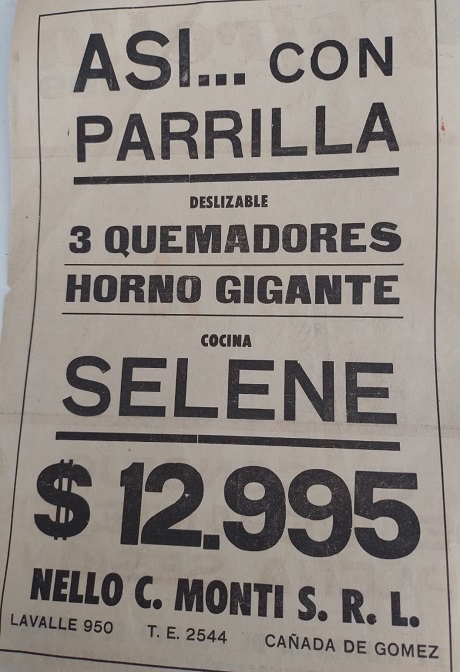 ASI... CON
PARRILLA
DESLIZABLE
3 QUEMADORES
HORNO GIGANTE
COCINA
SELENE
$ 12.995
NELLO C. MONTI S. R. L.
LAVALLE 950 T. E. 2544 CAÑADA DE GOMEZ